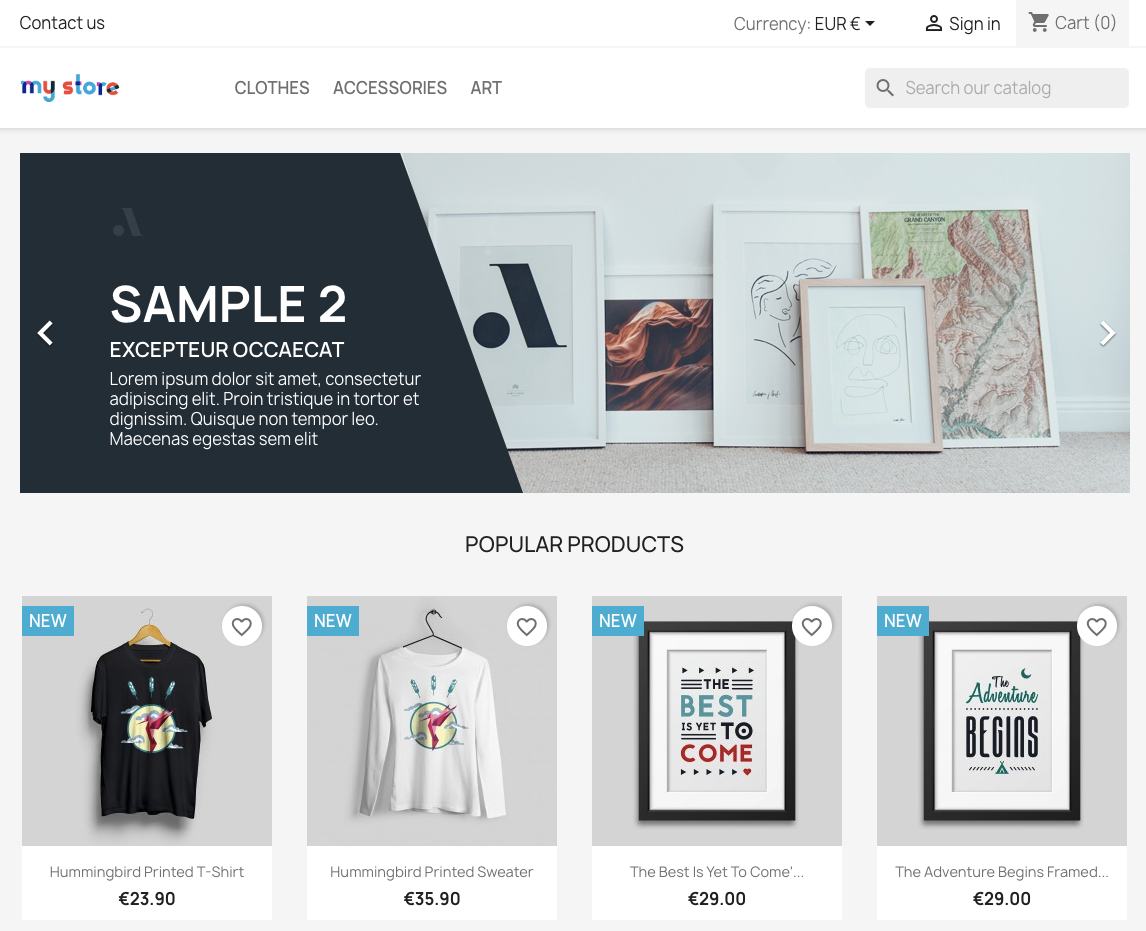 Contact us
Currency: EUR €
Sign in
Cart (0)
my store
CLOTHES
ACCESSORIES
ART
Search our catalog
GRAND CANYON
SAMPLE 2
EXCEPTEUR OCCAECAT
Lorem ipsum dolor sit amet, consectetur
adipiscing elit. Proin tristique in tortor et
dignissim. Quisque non tempor leo.
Maecenas egestas sem elit
POPULAR PRODUCTS
NEW
NEW
NEW
NEW
THE
BEST
IS YET TO
COME
The
Adventure
BEGINS
Hummingbird Printed T-Shirt
Hummingbird Printed Sweater
The Best Is Yet To Come'...
The Adventure Begins Framed...
€23.90
€35.90
€29.00
€29.00